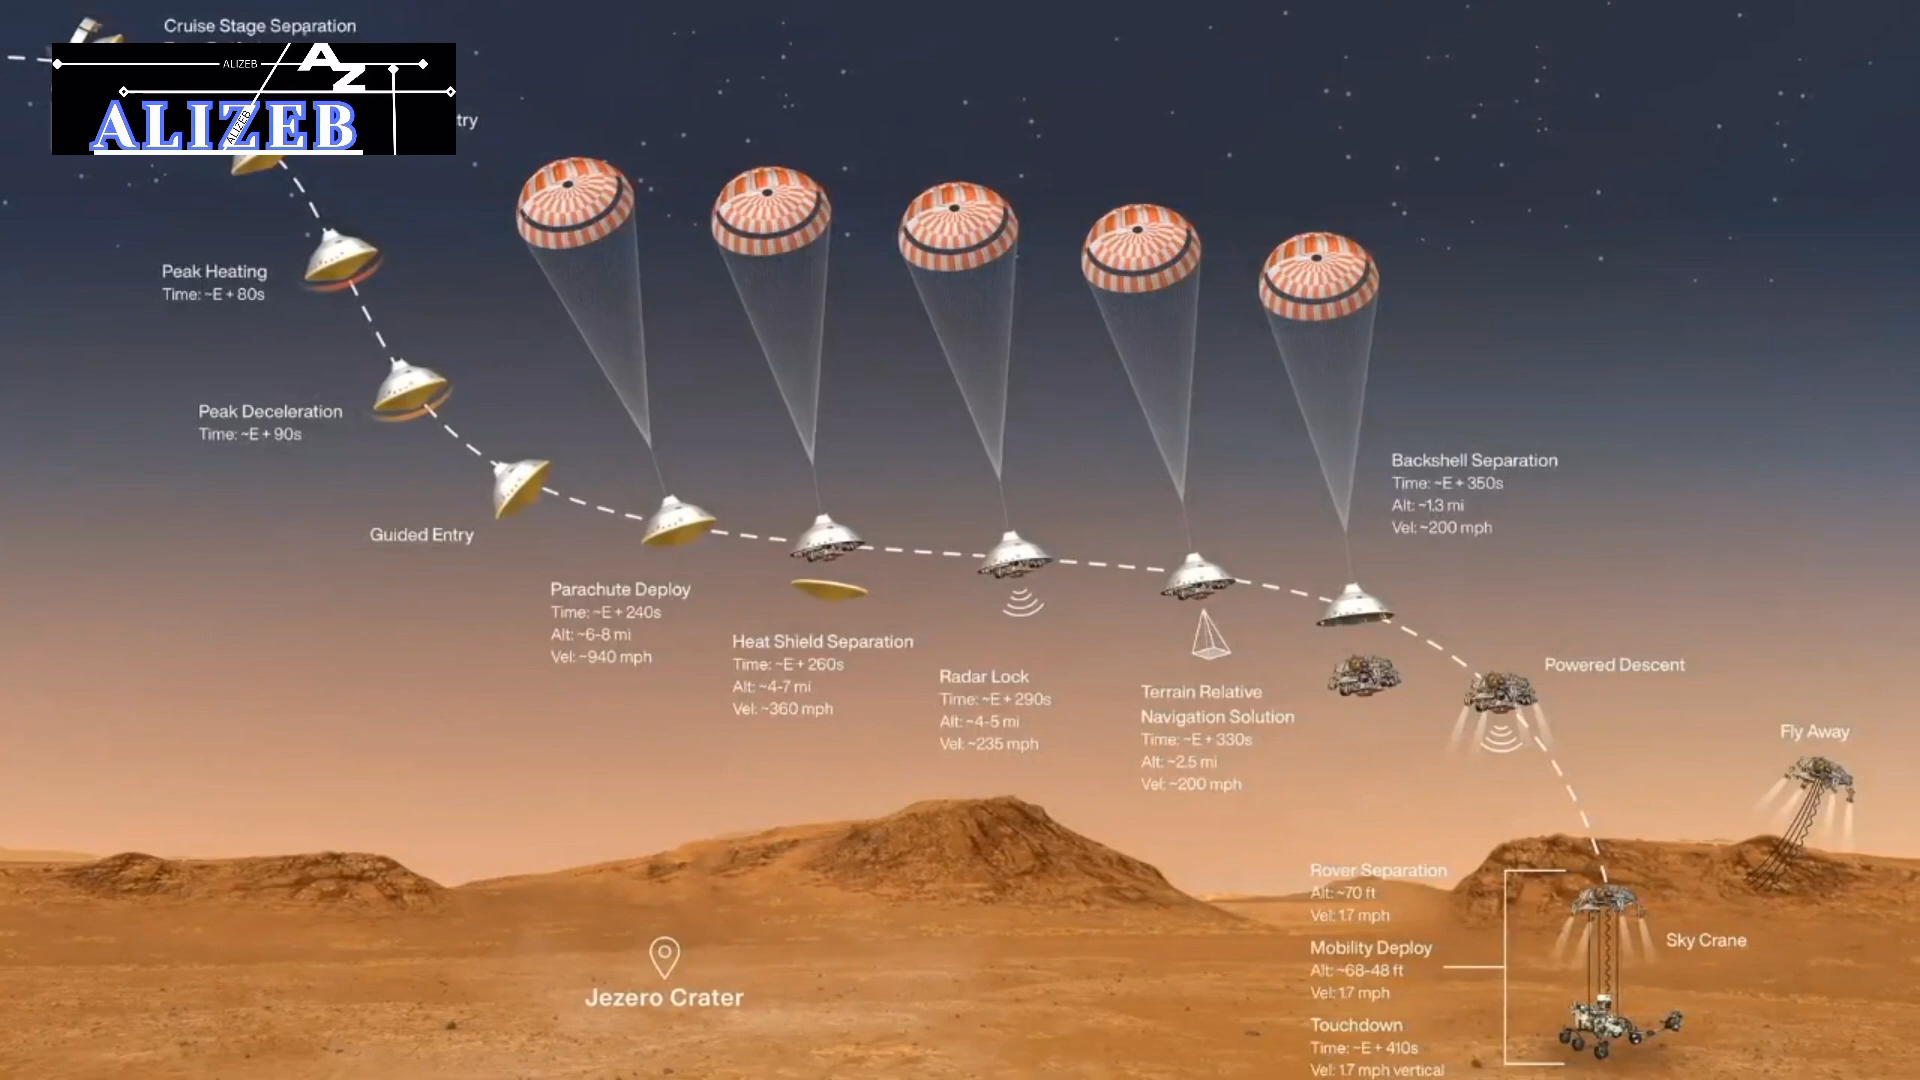 Cruise Stage Separation
ALIZEB
AZ
ALIZEB
ALIZEB
try
Peak Heating
Time: ~E + 80s
Peak Deceleration
Time: ~E + 90s
Guided Entry
Parachute Deploy
Time: ~E + 240s
Alt: ~6-8 mi
Vel: ~940 mph
Heat Shield Separation
Time: ~E + 260s
Alt: ~4-7 mi
Vel: ~360 mph
Radar Lock
Time: ~E + 290s
Alt: ~4-5 mi
Vel: ~235 mph
Terrain Relative
Navigation Solution
Time: ~E + 330s
Alt: ~2.5 mi
Vel: ~200 mph
Backshell Separation
Time: ~E + 350s
Alt: ~1.3 mi
Vel: ~200 mph
Powered Descent
Fly Away
Rover Separation
Alt: ~70 ft
Vel: 1.7 mph
Mobility Deploy
Alt: ~68-48 ft
Vel: 1.7 mph
Touchdown
Time: ~E + 410s
Vel: 1.7 mph vertical
Sky Crane
Jezero Crater